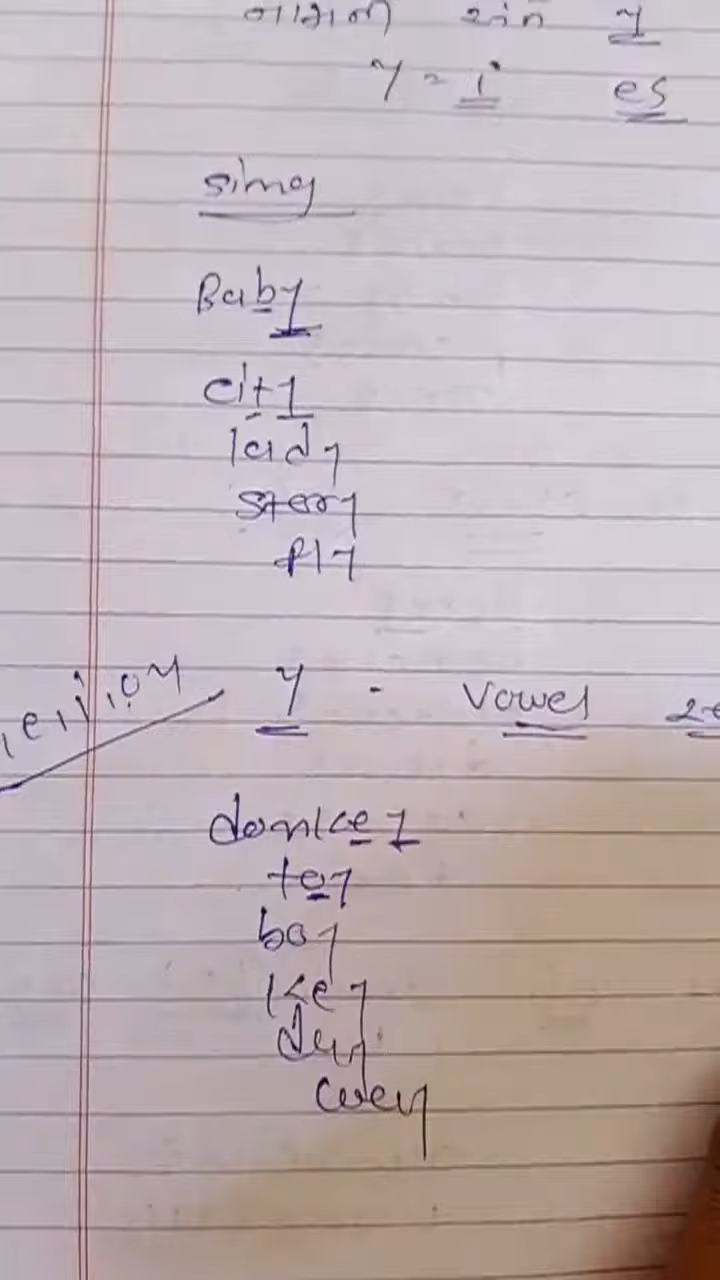 y = i es
sing
Baby
city
lady
story
fly
y - vowel
donkey
toy
boy
key
day
way